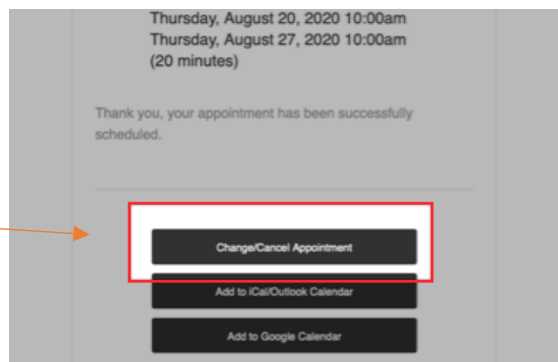 Thursday, August 20, 2020 10:00am
Thursday, August 27, 2020 10:00am
(20 minutes)
Thank you, your appointment has been successfully
scheduled.
Change/Cancel Appointment
Add to iCal/Outlook Calendar
Add to Google Calendar